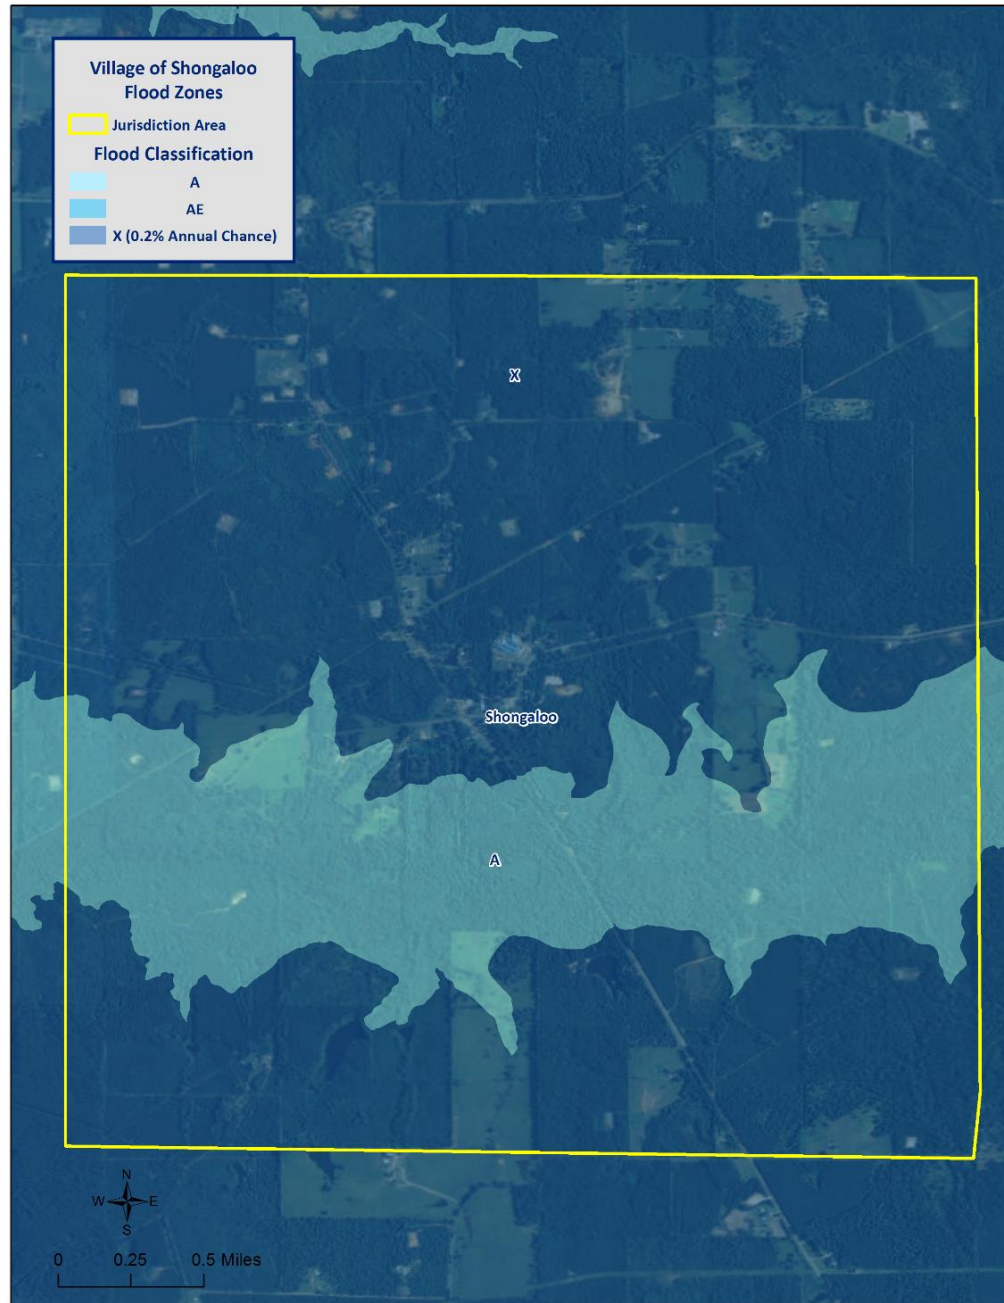 Village of Shongaloo
Flood Zones
Jurisdiction Area
Flood Classification
A
AE
X (0.2% Annual Chance)
X
Shongaloo
A
N
W E
S
0 0.25 0.5 Miles